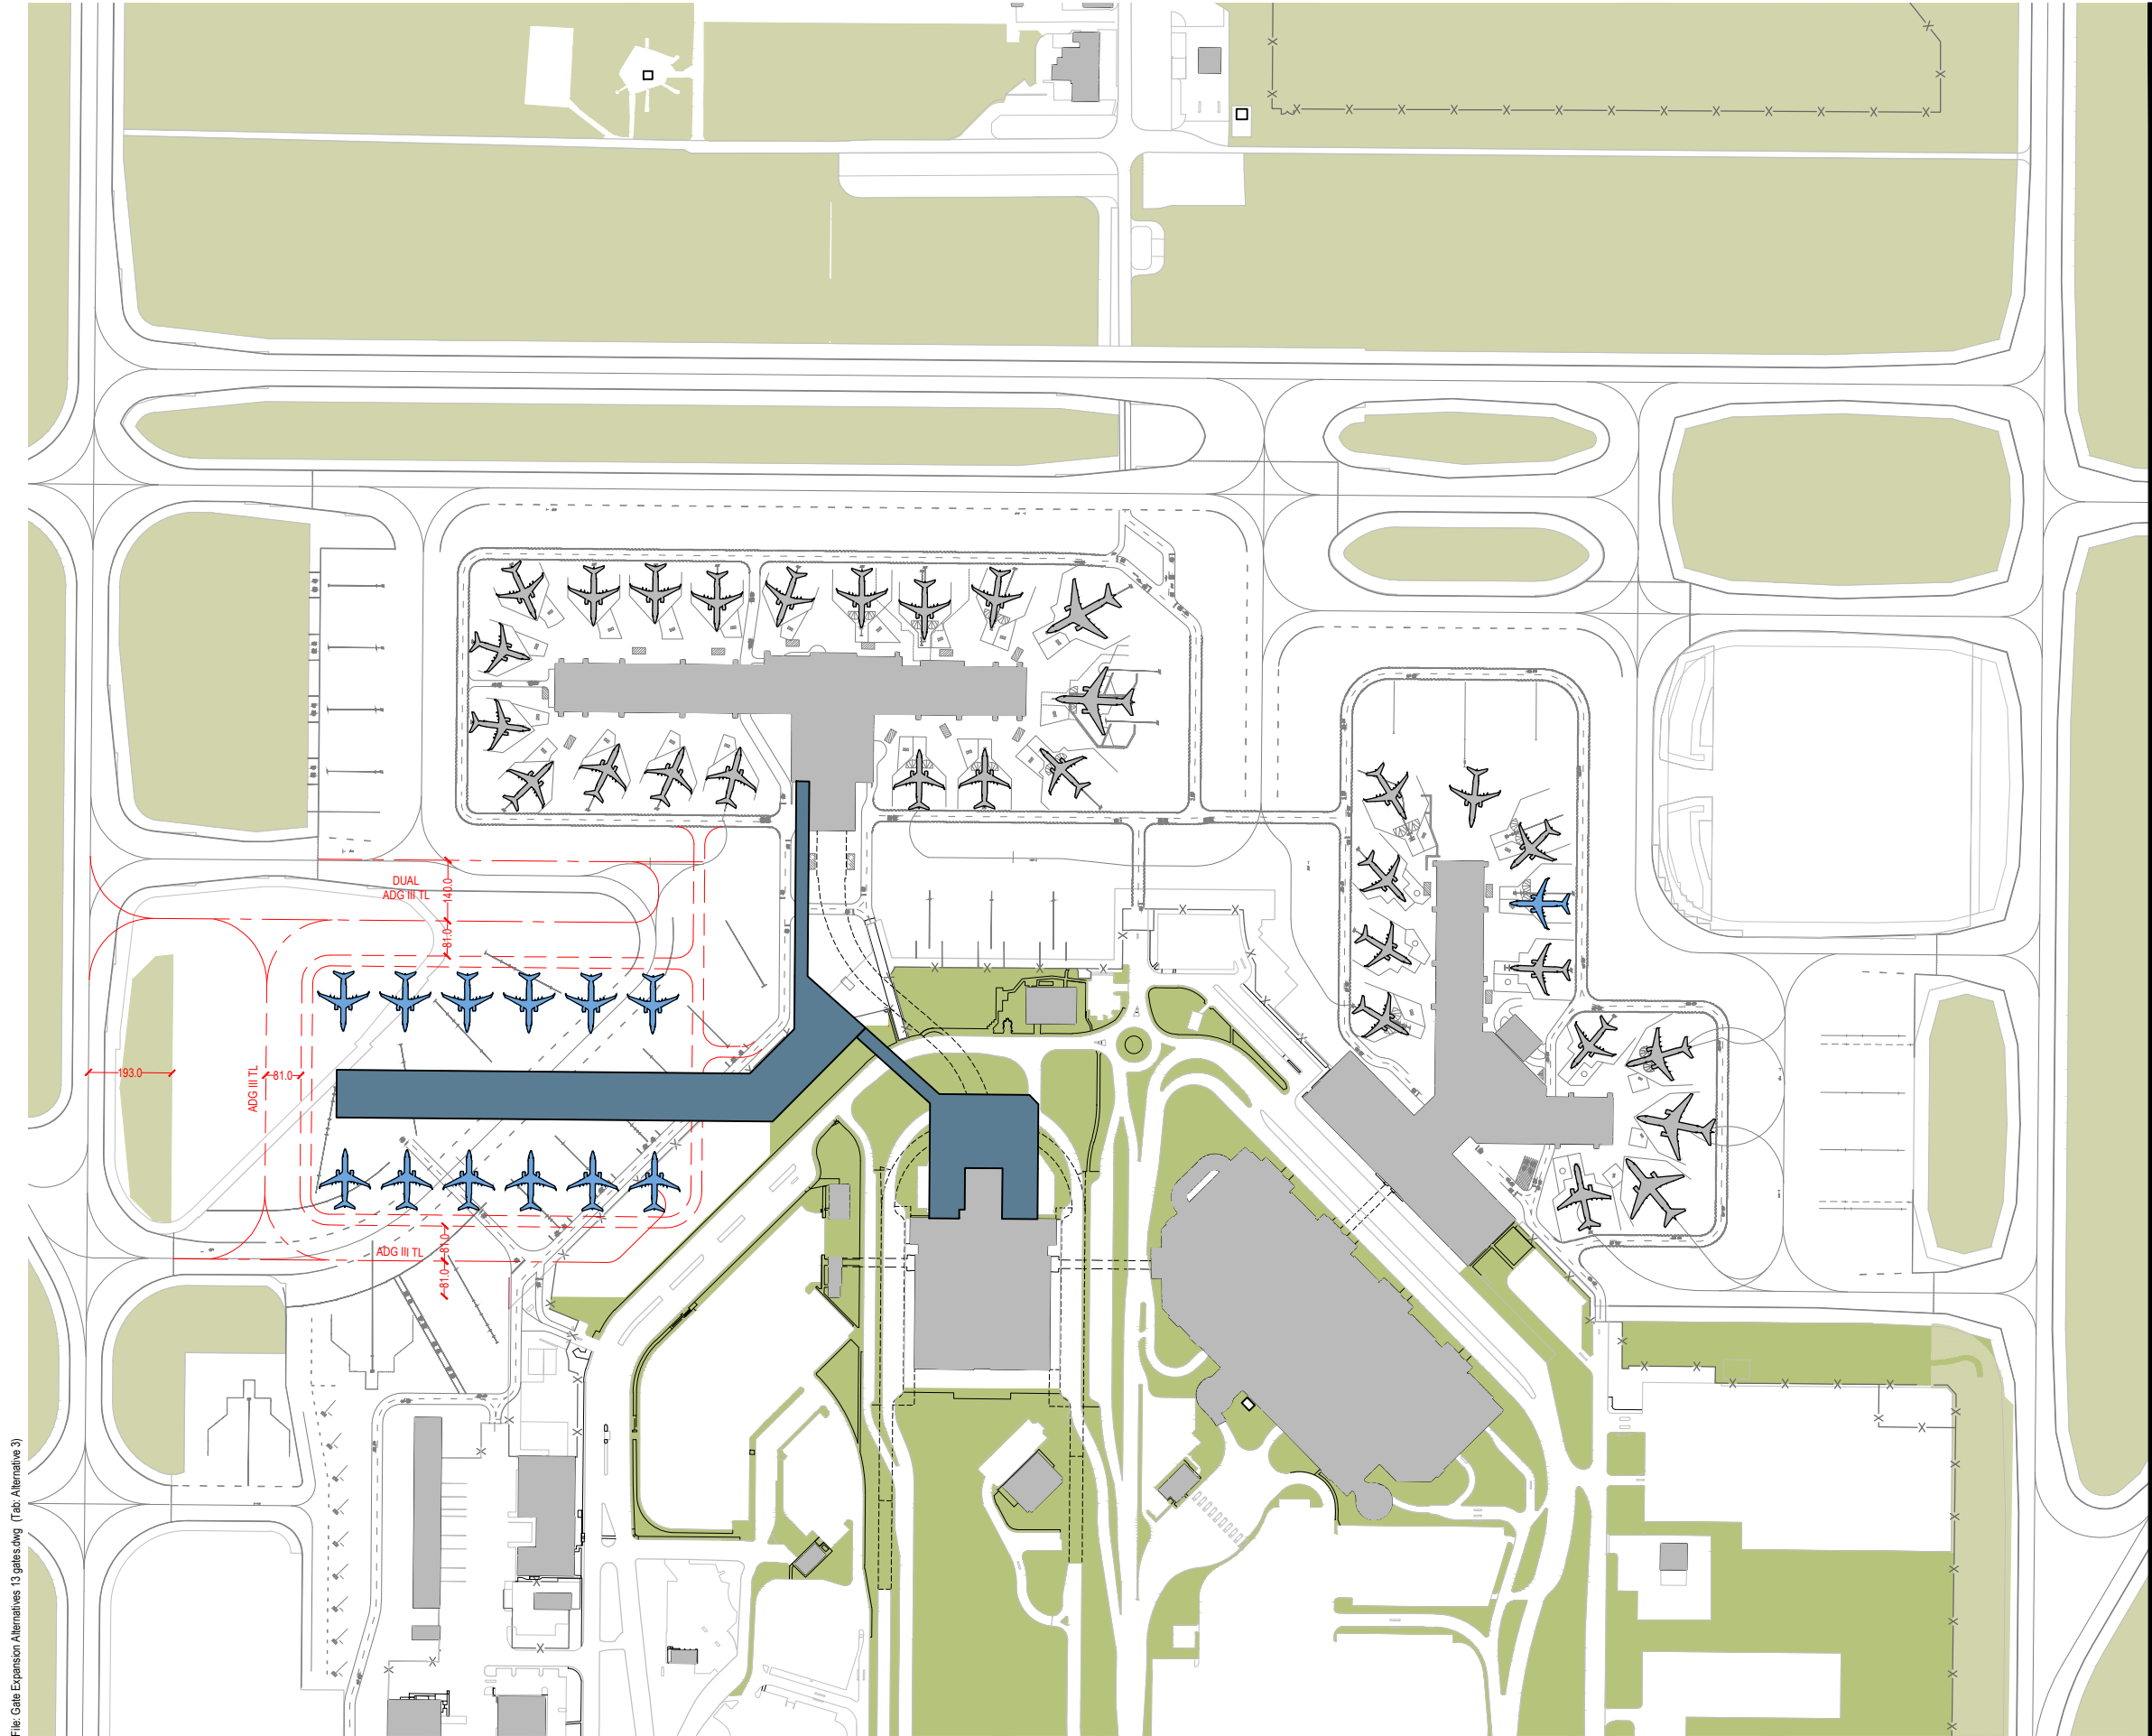 DUAL
ADG III TL
140.0
81.0
193.0
ADG III TL
81.0
ADG III TL
81.0
81.0
File: Gate Expansion Alternatives 13 gates.dwg (Tab: Alternative 3)